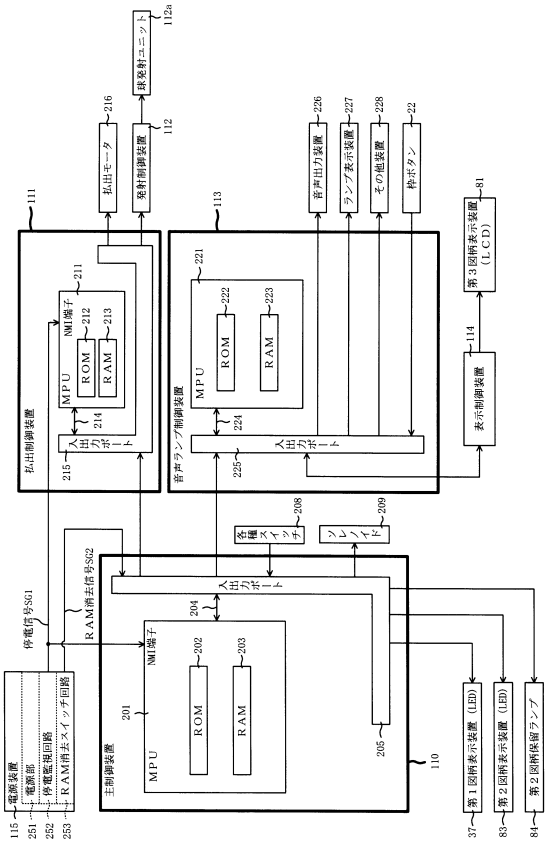 115
電源装置
251
電源部
252
停電監視回路
253
RAM消去スイッチ回路
停電信号SG1
RAM消去信号SG2
111
払出制御装置
211
MPU
NMI端子
ROM
212
RAM
213
214
215
入出力ポート
払出モータ
216
発射制御装置
112
球発射ユニット
112a
113
音声ランプ制御装置
221
MPU
ROM
222
RAM
223
224
225
入出力ポート
音声出力装置
226
ランプ表示装置
227
その他装置
228
枠ボタン
22
表示制御装置
114
第3図柄表示装置
(LCD)
81
110
主制御装置
201
MPU
NMI端子
ROM
202
RAM
203
204
205
入出力ポート
各種スイッチ
208
ソレノイド
209
37
第1図柄表示装置(LED)
83
第2図柄表示装置(LED)
84
第2図柄保留ランプ